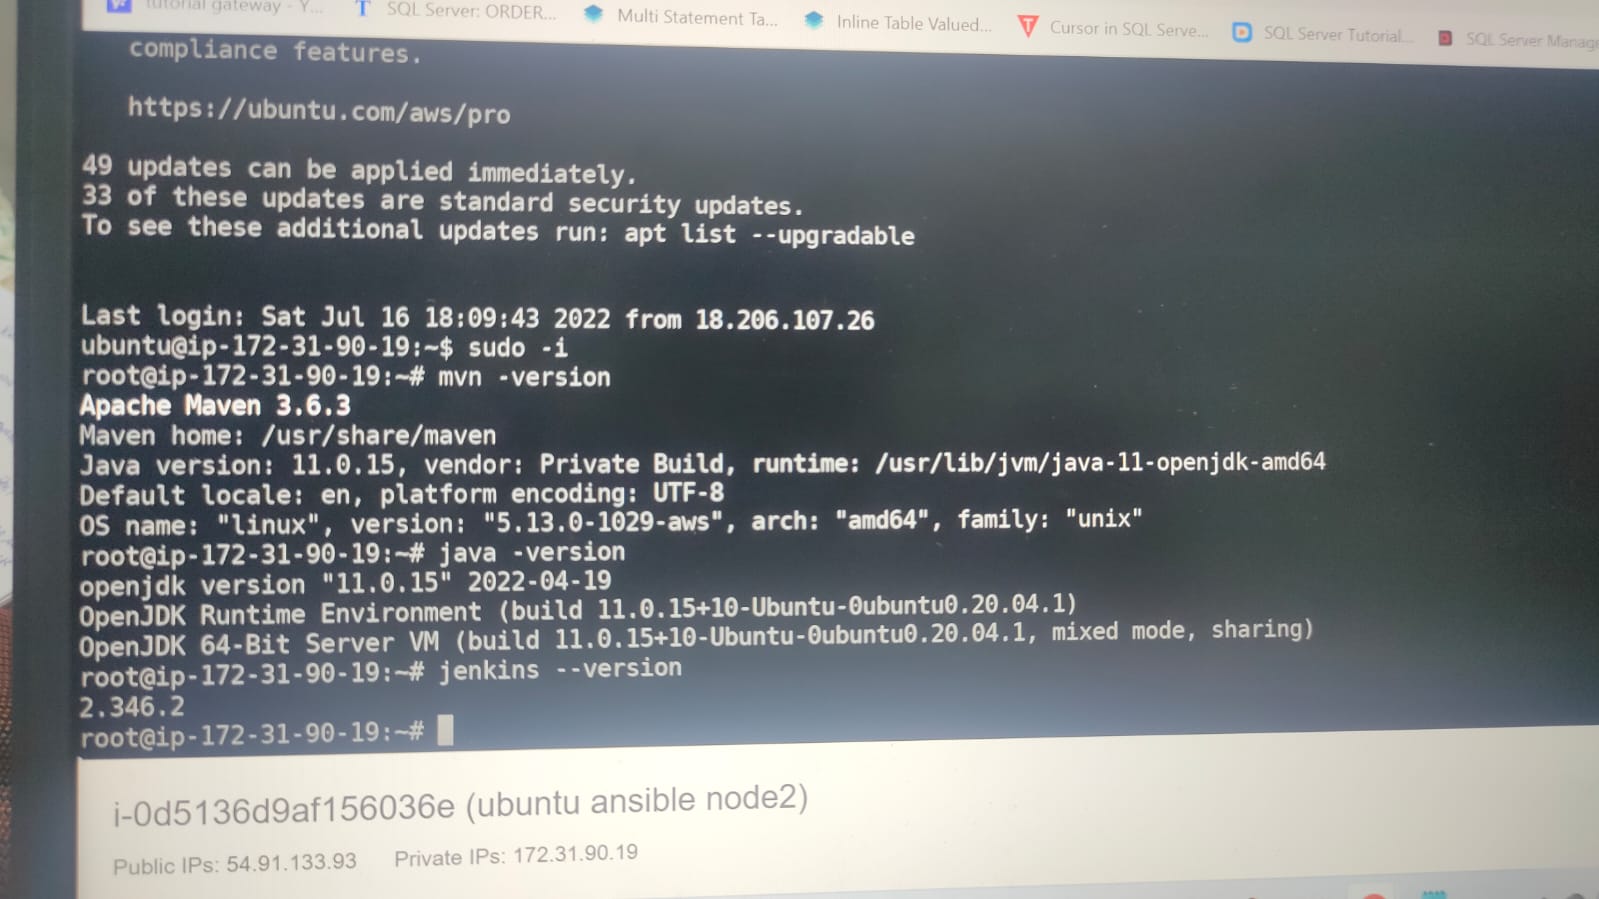 tutorial gateway - Y...
SQL Server: ORDER...
Multi Statement Ta...
Inline Table Valued...
Cursor in SQL Serve...
SQL Server Tutorial...
SQL Server Manag
compliance features.
https://ubuntu.com/aws/pro
49 updates can be applied immediately.
33 of these updates are standard security updates.
To see these additional updates run: apt list --upgradable
Last login: Sat Jul 16 18:09:43 2022 from 18.206.107.26
ubuntu@ip-172-31-90-19:~$ sudo -i
root@ip-172-31-90-19:~# mvn -version
Apache Maven 3.6.3
Maven home: /usr/share/maven
Java version: 11.0.15, vendor: Private Build, runtime: /usr/lib/jvm/java-11-openjdk-amd64
Default locale: en, platform encoding: UTF-8
OS name: "linux", version: "5.13.0-1029-aws", arch: "amd64", family: "unix"
root@ip-172-31-90-19:~# java -version
openjdk version "11.0.15" 2022-04-19
OpenJDK Runtime Environment (build 11.0.15+10-Ubuntu-0ubuntu0.20.04.1)
OpenJDK 64-Bit Server VM (build 11.0.15+10-Ubuntu-0ubuntu0.20.04.1, mixed mode, sharing)
root@ip-172-31-90-19:~# jenkins --version
2.346.2
root@ip-172-31-90-19:~#
i-0d5136d9af156036e (ubuntu ansible node2)
Public IPs: 54.91.133.93 Private IPs: 172.31.90.19